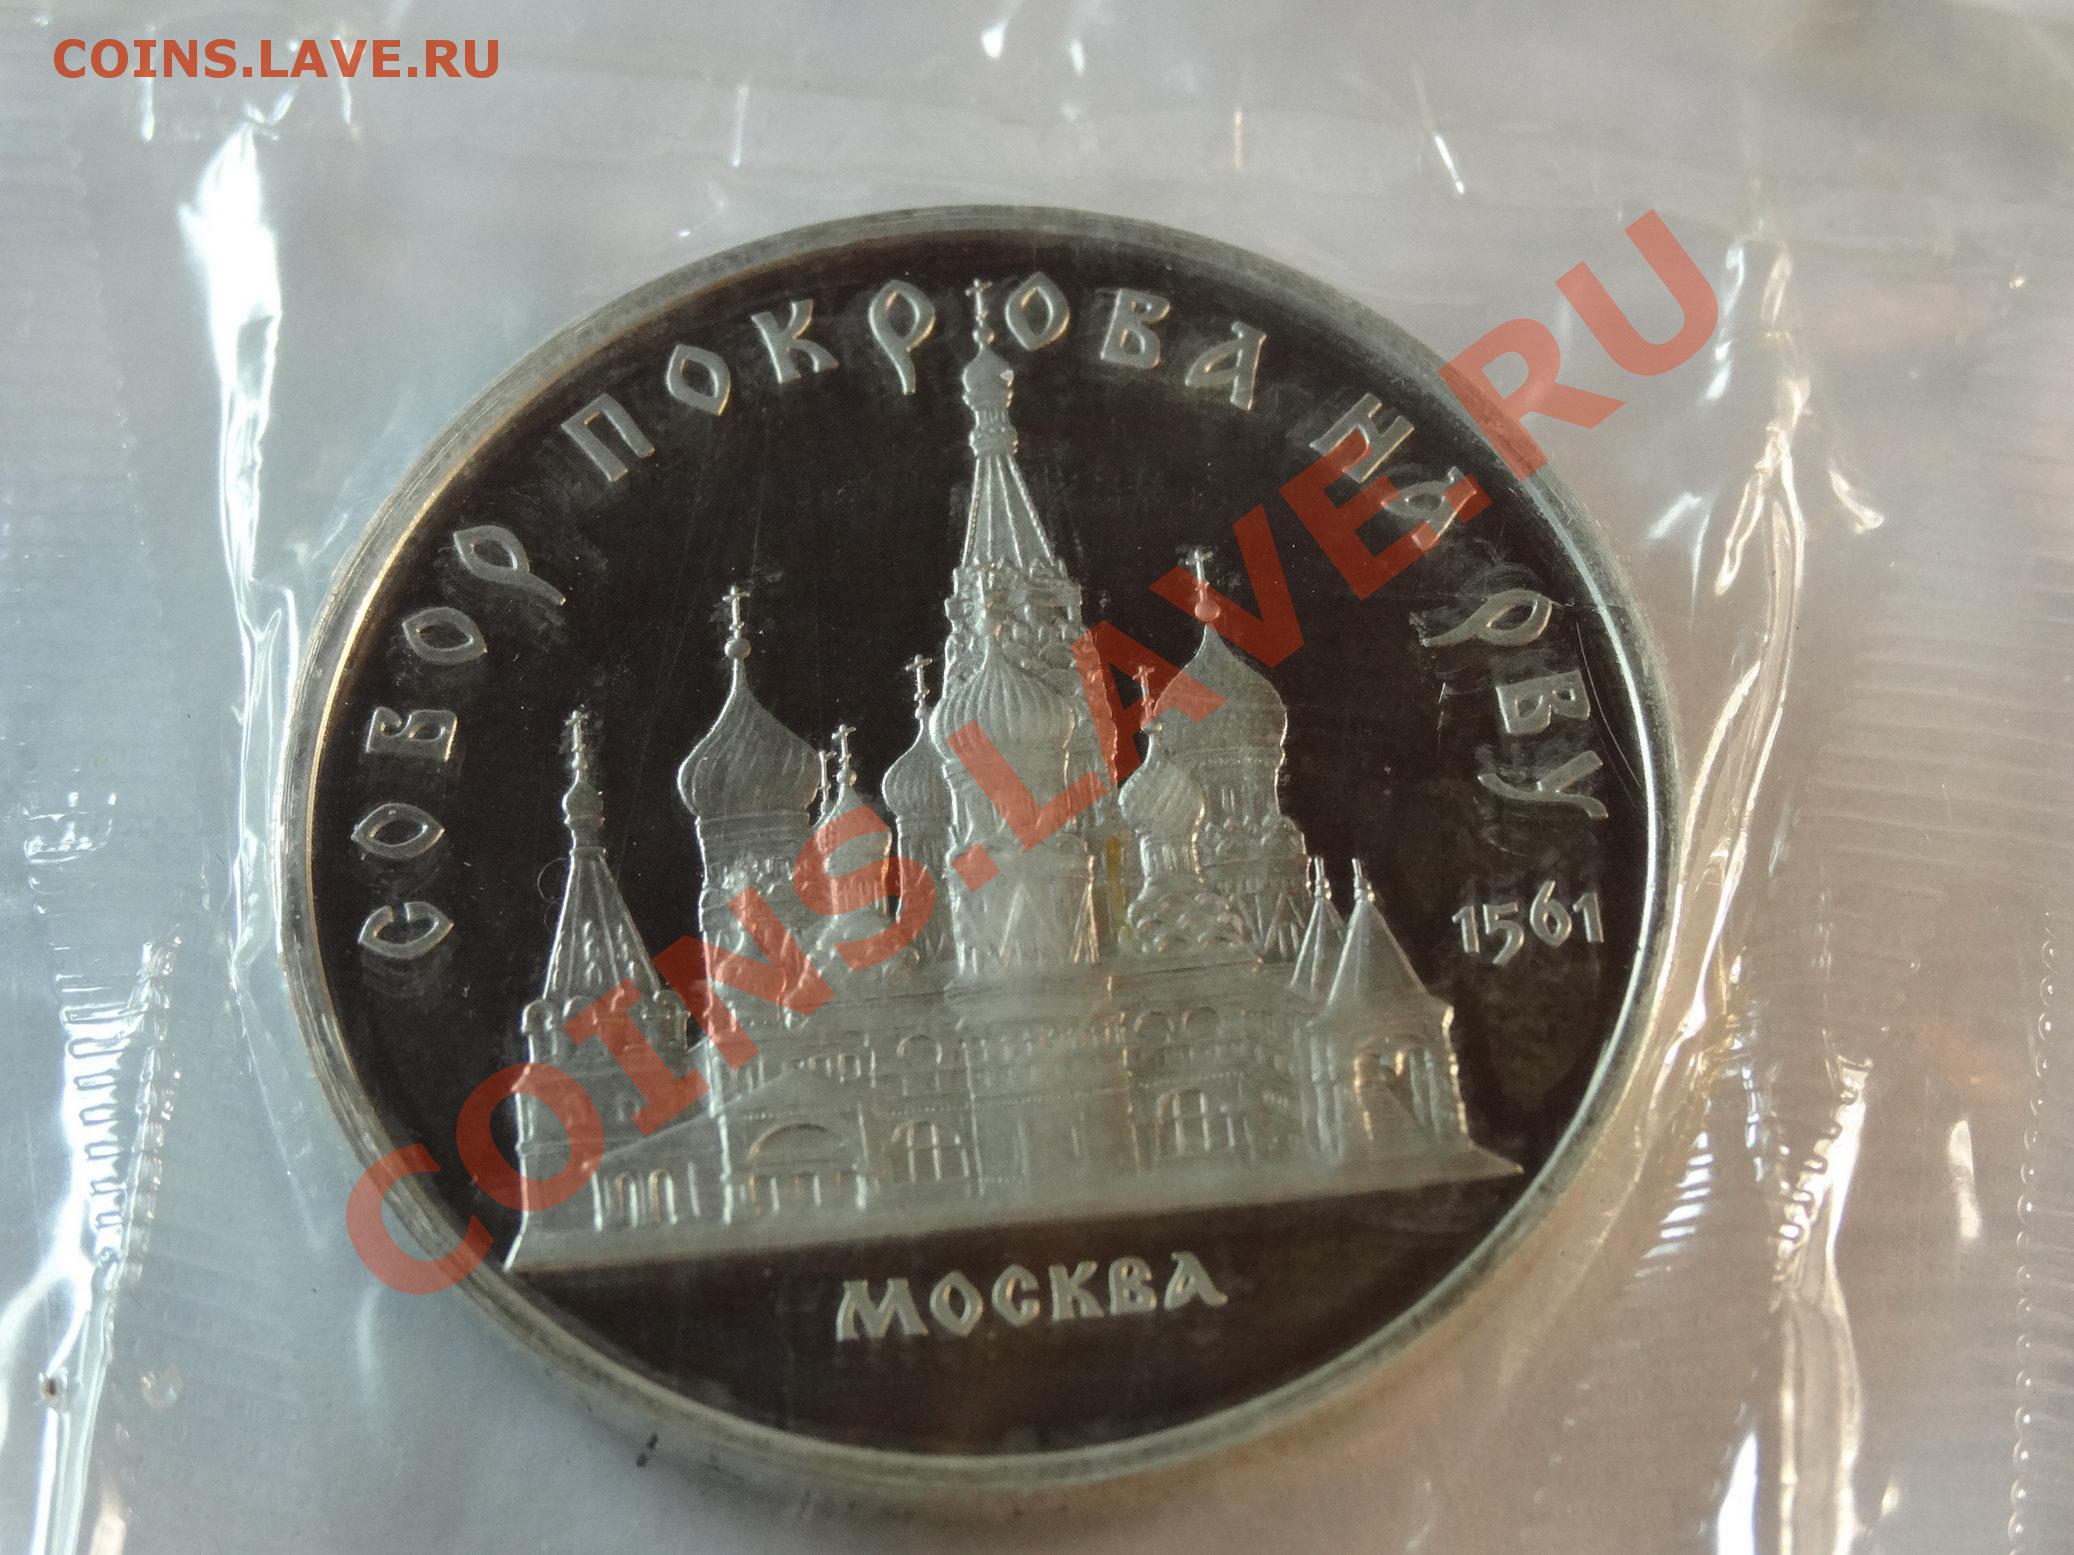 COINS.LAVE.RU
СОБОР ПОКРОВА НА РВУ
1561
МОСКВА
COINS.LAVE.RU